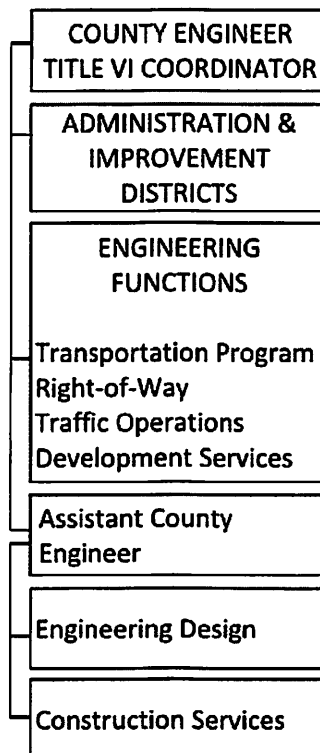 COUNTY ENGINEER
TITLE VI COORDINATOR
ADMINISTRATION &
IMPROVEMENT
DISTRICTS
ENGINEERING
FUNCTIONS
Transportation Program
Right-of-Way
Traffic Operations
Development Services
Assistant County
Engineer
Engineering Design
Construction Services